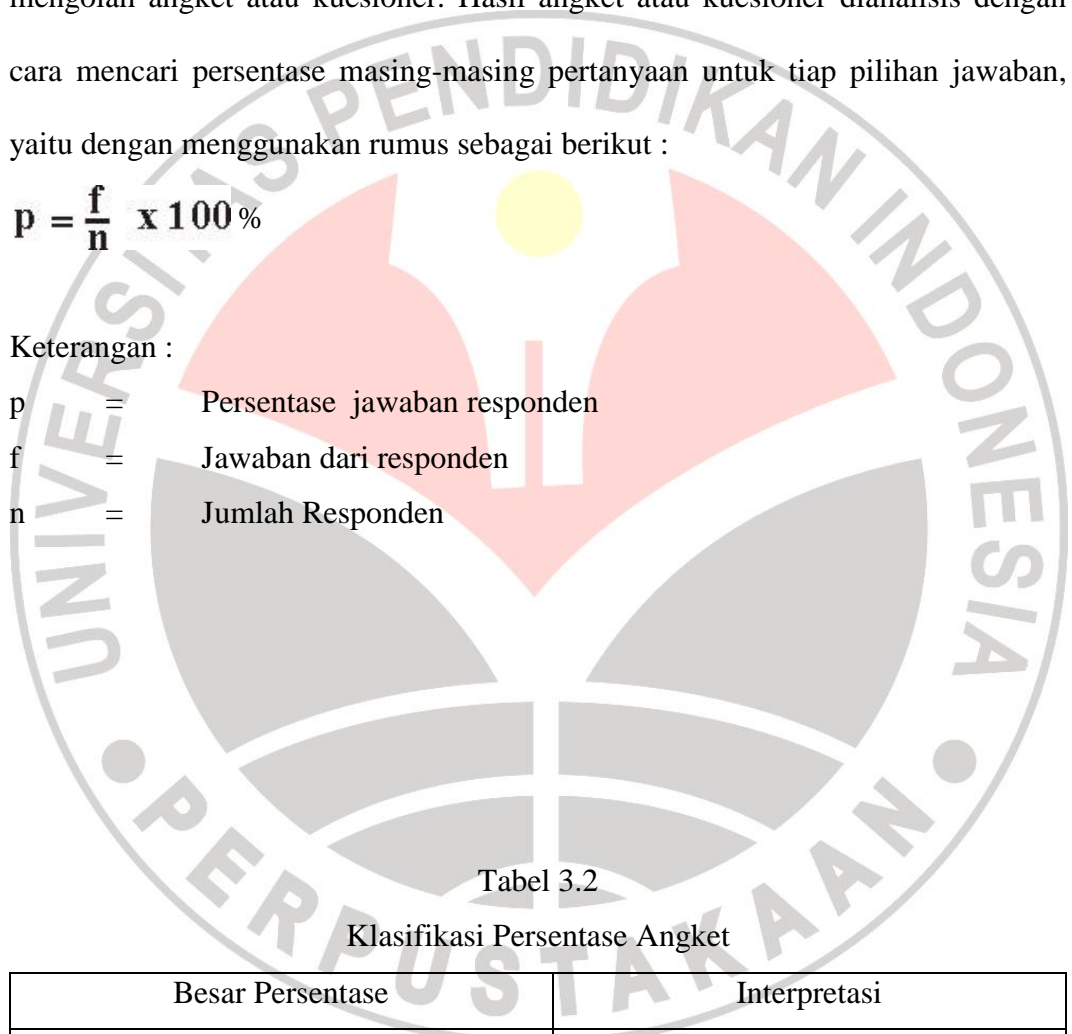 mengolah angket atau kuesioner. Hasil angket atau kuesioner dianalisis dengan
cara mencari persentase masing-masing pertanyaan untuk tiap pilihan jawaban,
yaitu dengan menggunakan rumus sebagai berikut :
p = f/n x 100 %
Keterangan :
p = Persentase jawaban responden
f = Jawaban dari responden
n = Jumlah Responden
Tabel 3.2
Klasifikasi Persentase Angket
Besar Persentase Interpretasi
UNIVERSITAS PENDIDIKAN INDONESIA
PERPUSTAKAAN